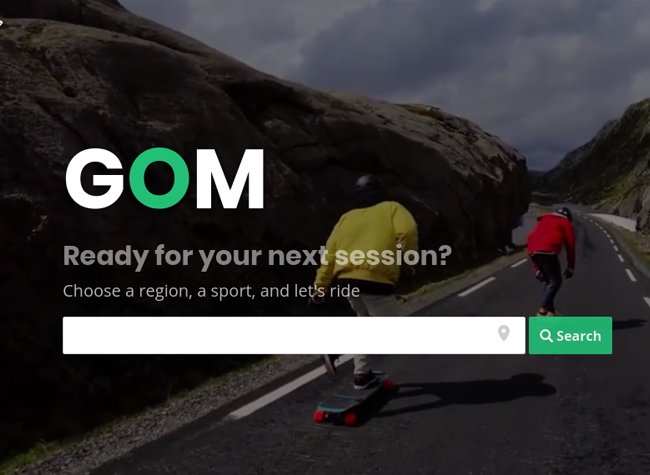 GOM
Ready for your next session?
Choose a region, a sport, and let's ride
Search